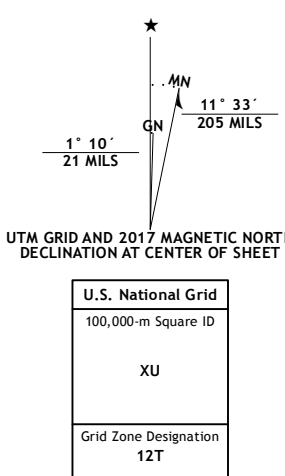 ★
MN
11° 33´
205 MILS
GN
1° 10´
21 MILS
UTM GRID AND 2017 MAGNETIC NORT
DECLINATION AT CENTER OF SHEET
U.S. National Grid
100,000-m Square ID
XU
Grid Zone Designation
12T